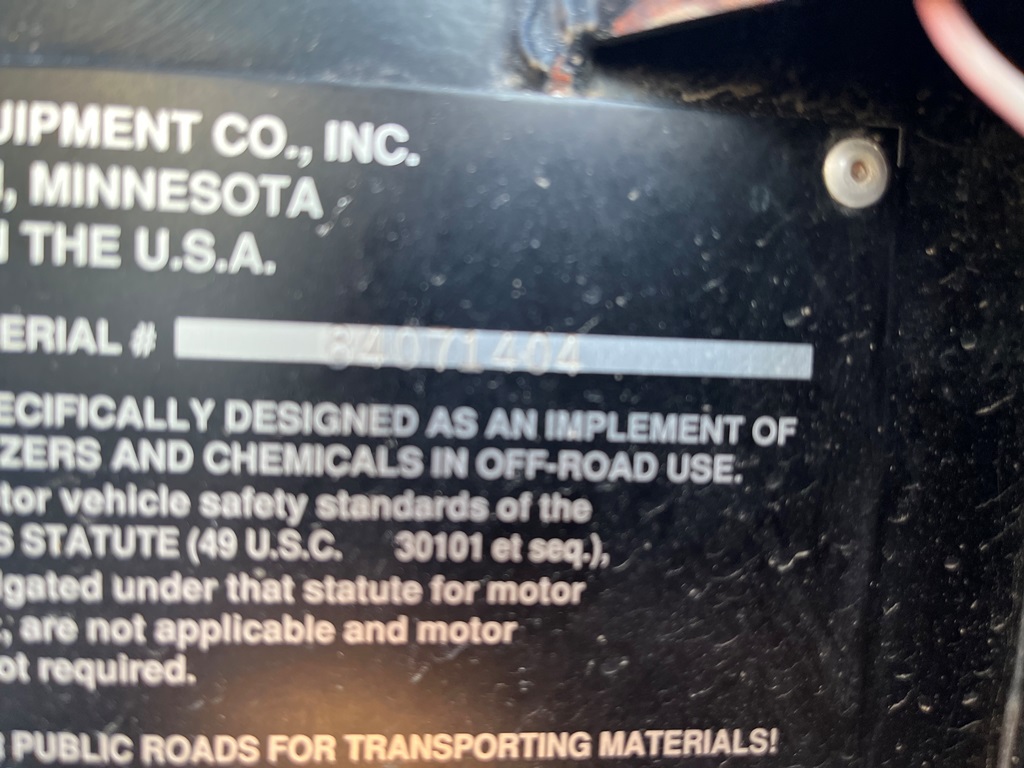 UIPMENT CO., INC.
, MINNESOTA
THE U.S.A.
ERIAL # 84071404
ECIFICALLY DESIGNED AS AN IMPLEMENT OF
ZERS AND CHEMICALS IN OFF-ROAD USE.
tor vehicle safety standards of the
S STATUTE (49 U.S.C. 30101 et seq.),
lgated under that statute for motor
, are not applicable and motor
ot required.
PUBLIC ROADS FOR TRANSPORTING MATERIALS!